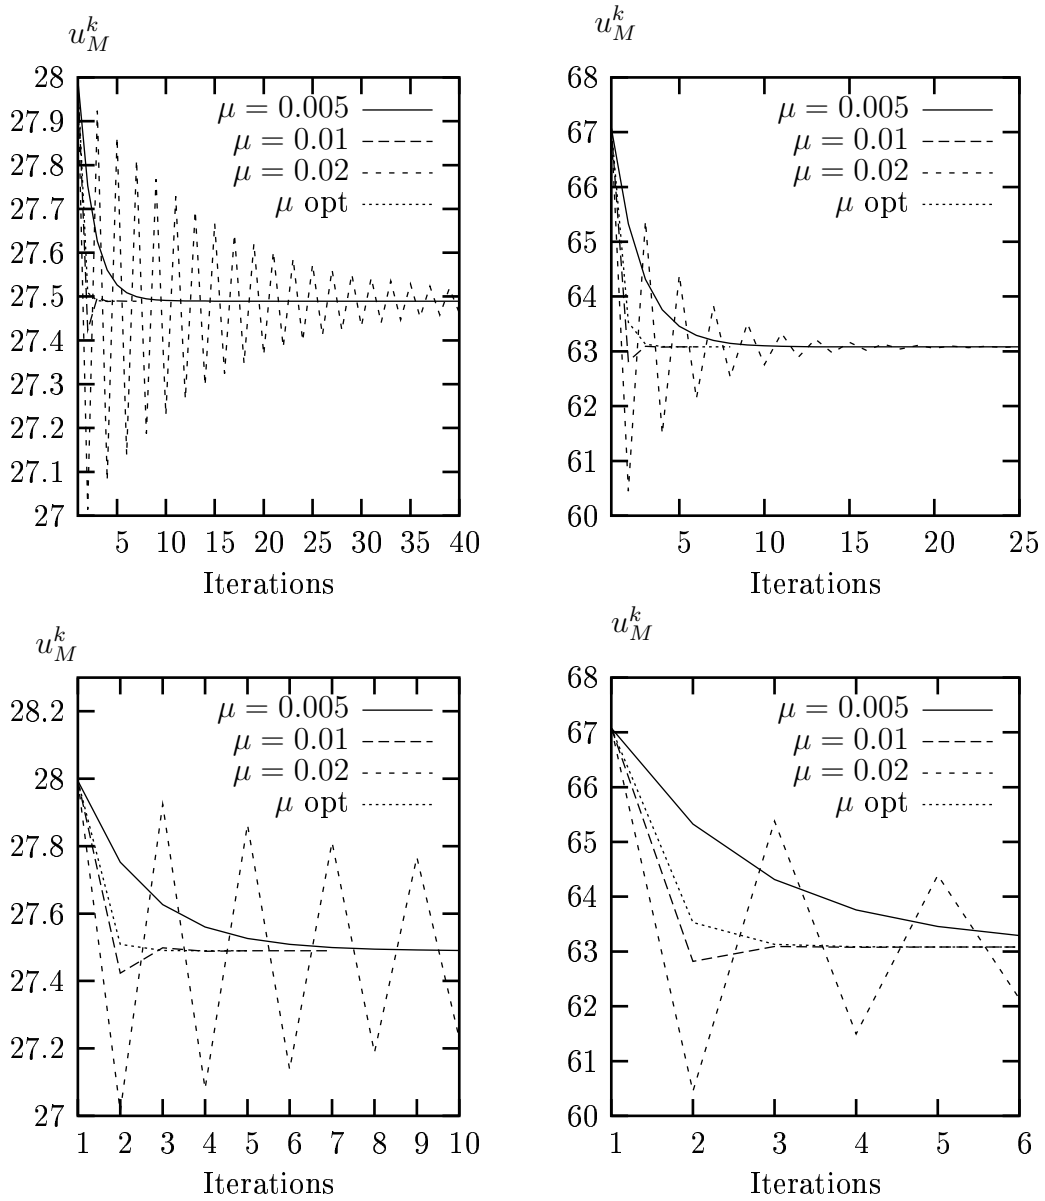 u_M^k
28
27.9
27.8
27.7
27.6
27.5
27.4
27.3
27.2
27.1
27
μ = 0.005
μ = 0.01
μ = 0.02
μ opt
5 10 15 20 25 30 35 40
Iterations
u_M^k
68
67
66
65
64
63
62
61
60
μ = 0.005
μ = 0.01
μ = 0.02
μ opt
5 10 15 20 25
Iterations
u_M^k
28.2
28
27.8
27.6
27.4
27.2
27
μ = 0.005
μ = 0.01
μ = 0.02
μ opt
1 2 3 4 5 6 7 8 9 10
Iterations
u_M^k
68
67
66
65
64
63
62
61
60
μ = 0.005
μ = 0.01
μ = 0.02
μ opt
1 2 3 4 5 6
Iterations